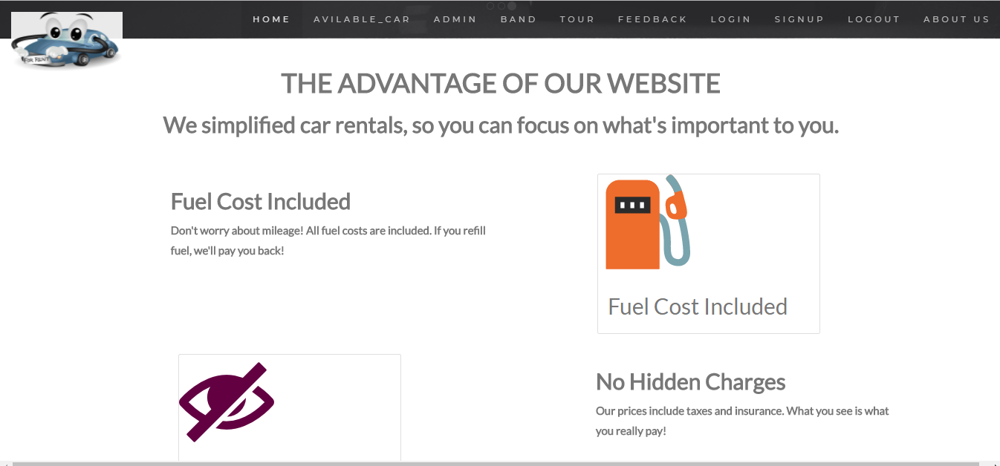 HOME AVILABLE_CAR ADMIN BAND TOUR FEEDBACK LOGIN SIGNUP LOGOUT ABOUT US
FOR RENT
THE ADVANTAGE OF OUR WEBSITE
We simplified car rentals, so you can focus on what's important to you.
Fuel Cost Included
Don't worry about mileage! All fuel costs are included. If you refill
fuel, we'll pay you back!
Fuel Cost Included
No Hidden Charges
Our prices include taxes and insurance. What you see is what
you really pay!